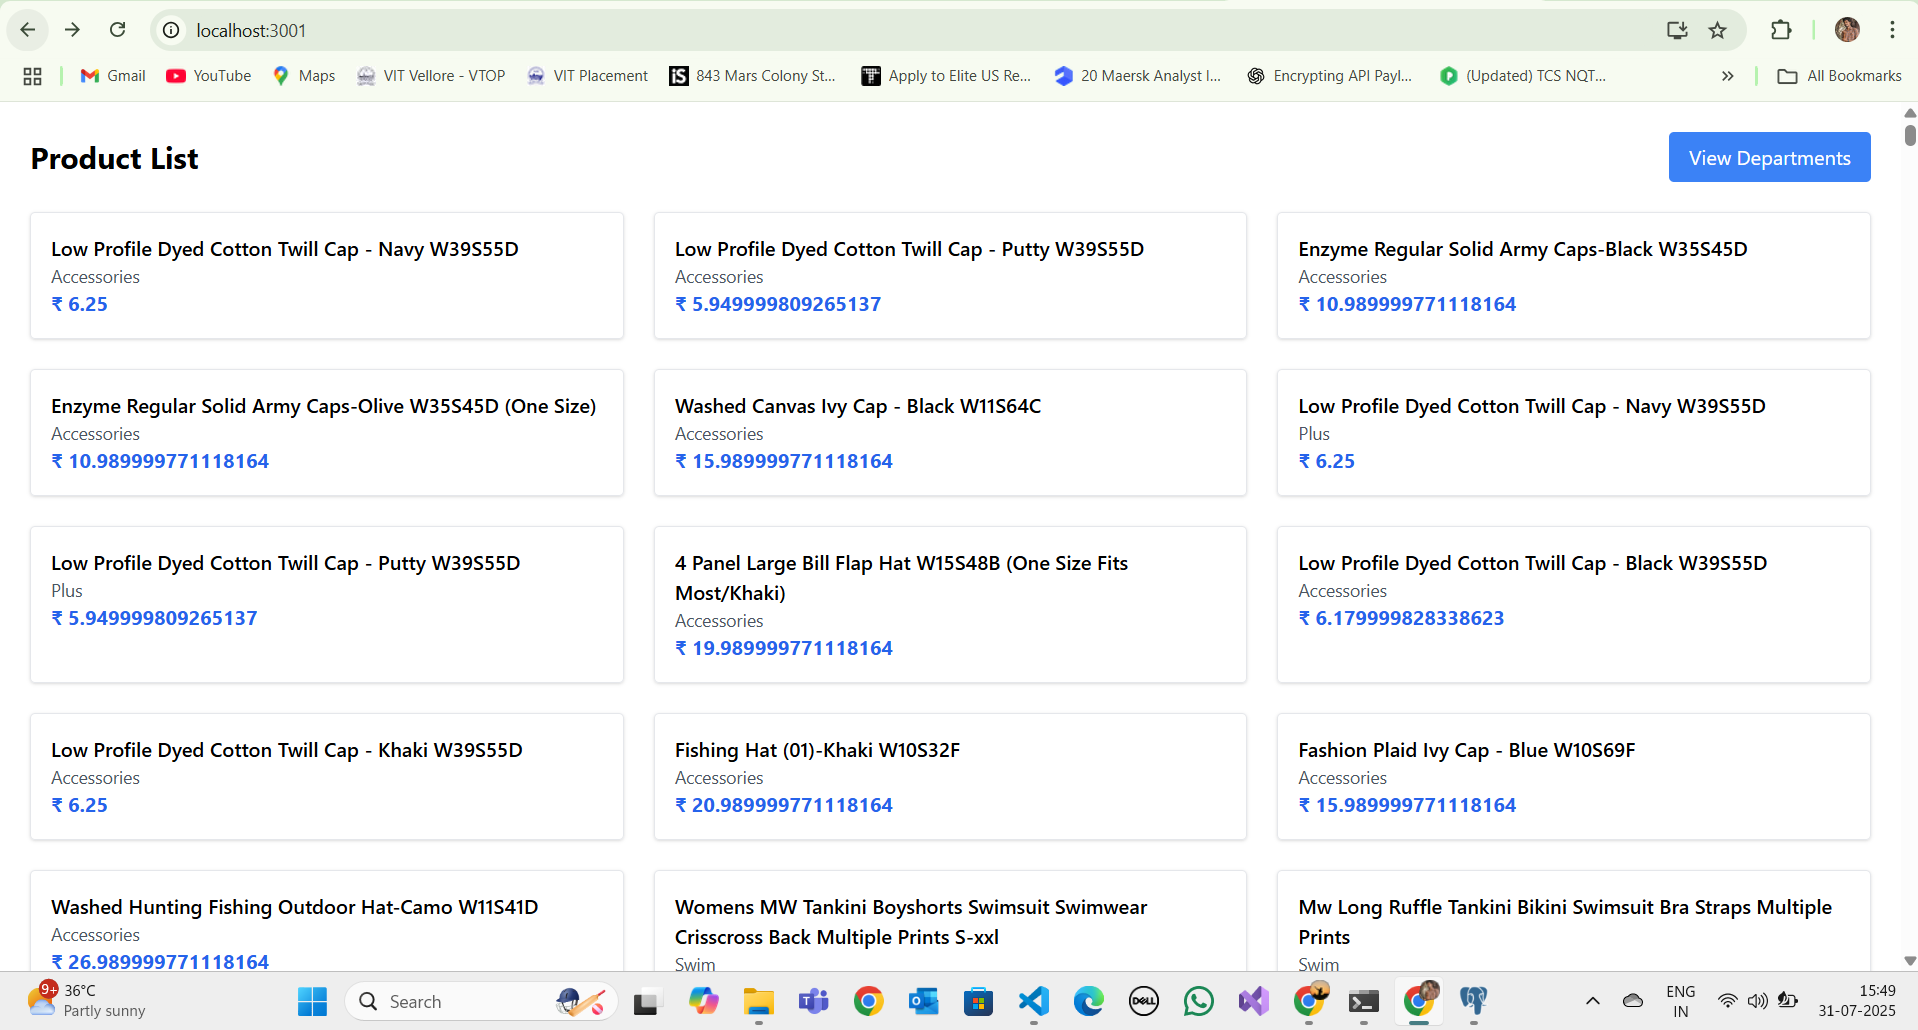 localhost:3001
Gmail
YouTube
Maps
VIT Vellore - VTOP
VIT Placement
843 Mars Colony St...
Apply to Elite US Re...
20 Maersk Analyst I...
Encrypting API Payl...
(Updated) TCS NQT...
All Bookmarks
Product List
View Departments
Low Profile Dyed Cotton Twill Cap - Navy W39S55D
Accessories
₹ 6.25
Low Profile Dyed Cotton Twill Cap - Putty W39S55D
Accessories
₹ 5.949999809265137
Enzyme Regular Solid Army Caps-Black W35S45D
Accessories
₹ 10.989999771118164
Enzyme Regular Solid Army Caps-Olive W35S45D (One Size)
Accessories
₹ 10.989999771118164
Washed Canvas Ivy Cap - Black W11S64C
Accessories
₹ 15.989999771118164
Low Profile Dyed Cotton Twill Cap - Navy W39S55D
Plus
₹ 6.25
Low Profile Dyed Cotton Twill Cap - Putty W39S55D
Plus
₹ 5.949999809265137
4 Panel Large Bill Flap Hat W15S48B (One Size Fits
Most/Khaki)
Accessories
₹ 19.989999771118164
Low Profile Dyed Cotton Twill Cap - Black W39S55D
Accessories
₹ 6.179999828338623
Low Profile Dyed Cotton Twill Cap - Khaki W39S55D
Accessories
₹ 6.25
Fishing Hat (01)-Khaki W10S32F
Accessories
₹ 20.989999771118164
Fashion Plaid Ivy Cap - Blue W10S69F
Accessories
₹ 15.989999771118164
Washed Hunting Fishing Outdoor Hat-Camo W11S41D
Accessories
₹ 26.989999771118164
Womens MW Tankini Boyshorts Swimsuit Swimwear
Crisscross Back Multiple Prints S-xxl
Swim
Mw Long Ruffle Tankini Bikini Swimsuit Bra Straps Multiple
Prints
Swim
9+
36°C
Partly sunny
Search
DELL
ENG
IN
15:49
31-07-2025